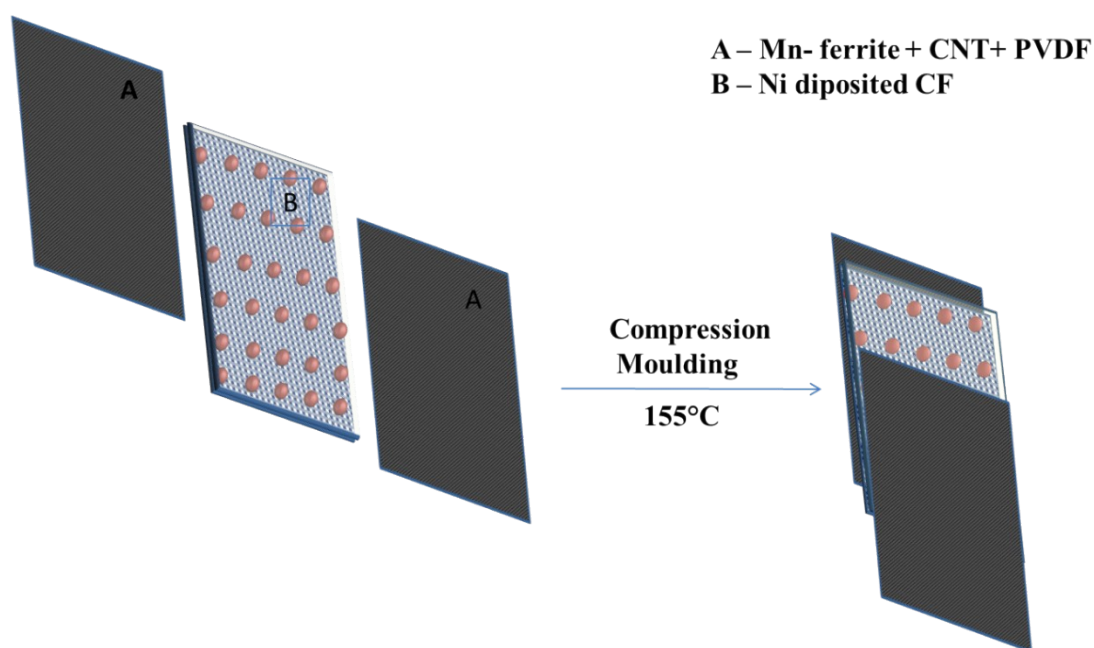 A – Mn- ferrite + CNT+ PVDF
B – Ni diposited CF
A
B
A
Compression
Moulding
155°C